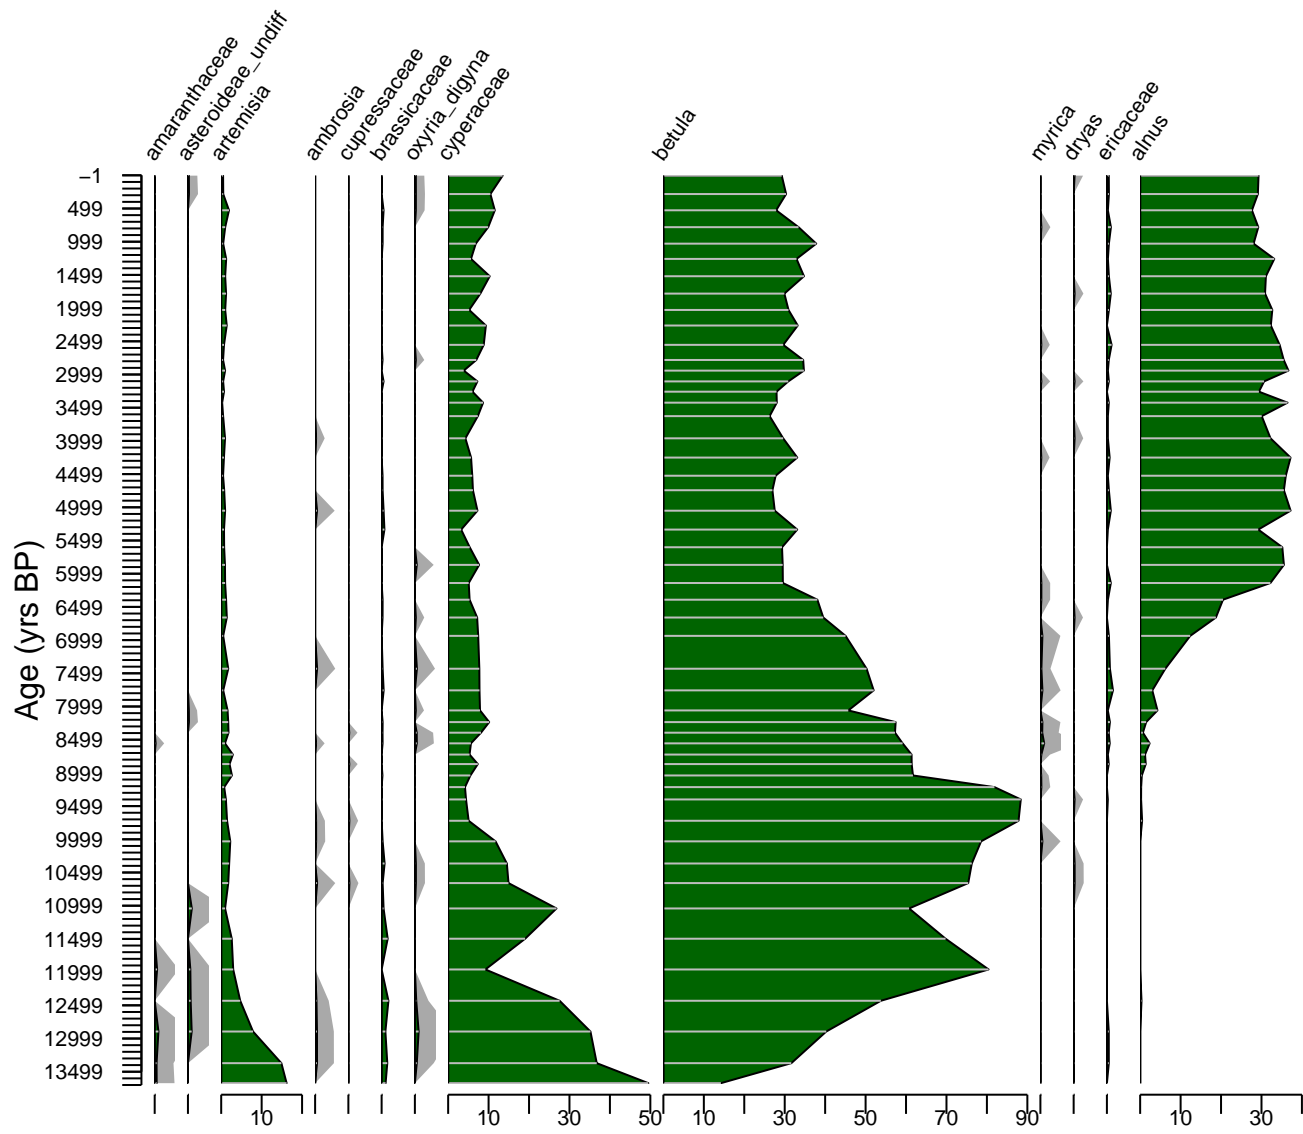 amaranthaceae
asteroideae_undiff
artemisia
ambrosia
cupressaceae
brassicaceae
oxyria_digyna
cyperaceae
betula
myrica
dryas
ericaceae
alnus
Age (yrs BP)
−1
499
999
1499
1999
2499
2999
3499
3999
4499
4999
5499
5999
6499
6999
7499
7999
8499
8999
9499
9999
10499
10999
11499
11999
12499
12999
13499
10 10 30 50 10 30 50 70 90 10 30